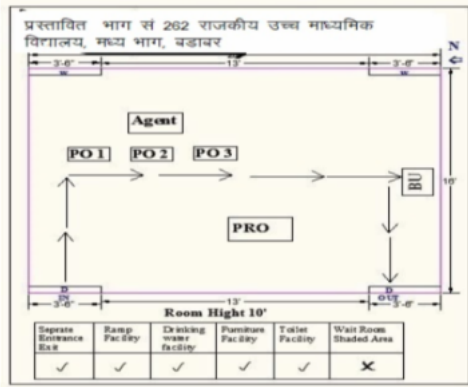 प्रस्तावित भाग सं 262 राजकीय उच्च माध्यमिक
विद्यालय, मध्य भाग, बडाबर
N
3'-6" 13' 3'-6"
W W
Agent
PO 1 PO 2 PO 3
BU
16'
PRO
D D
IN OUT
3'-6" 13' 3'-6"
Room Hight 10'
Seprate Entrance Exit
Ramp Facility
Drinking water facility
Furniture Facility
Toilet Facility
Wait Room Shaded Area
✓ ✓ ✓ ✓ ✓ ✗